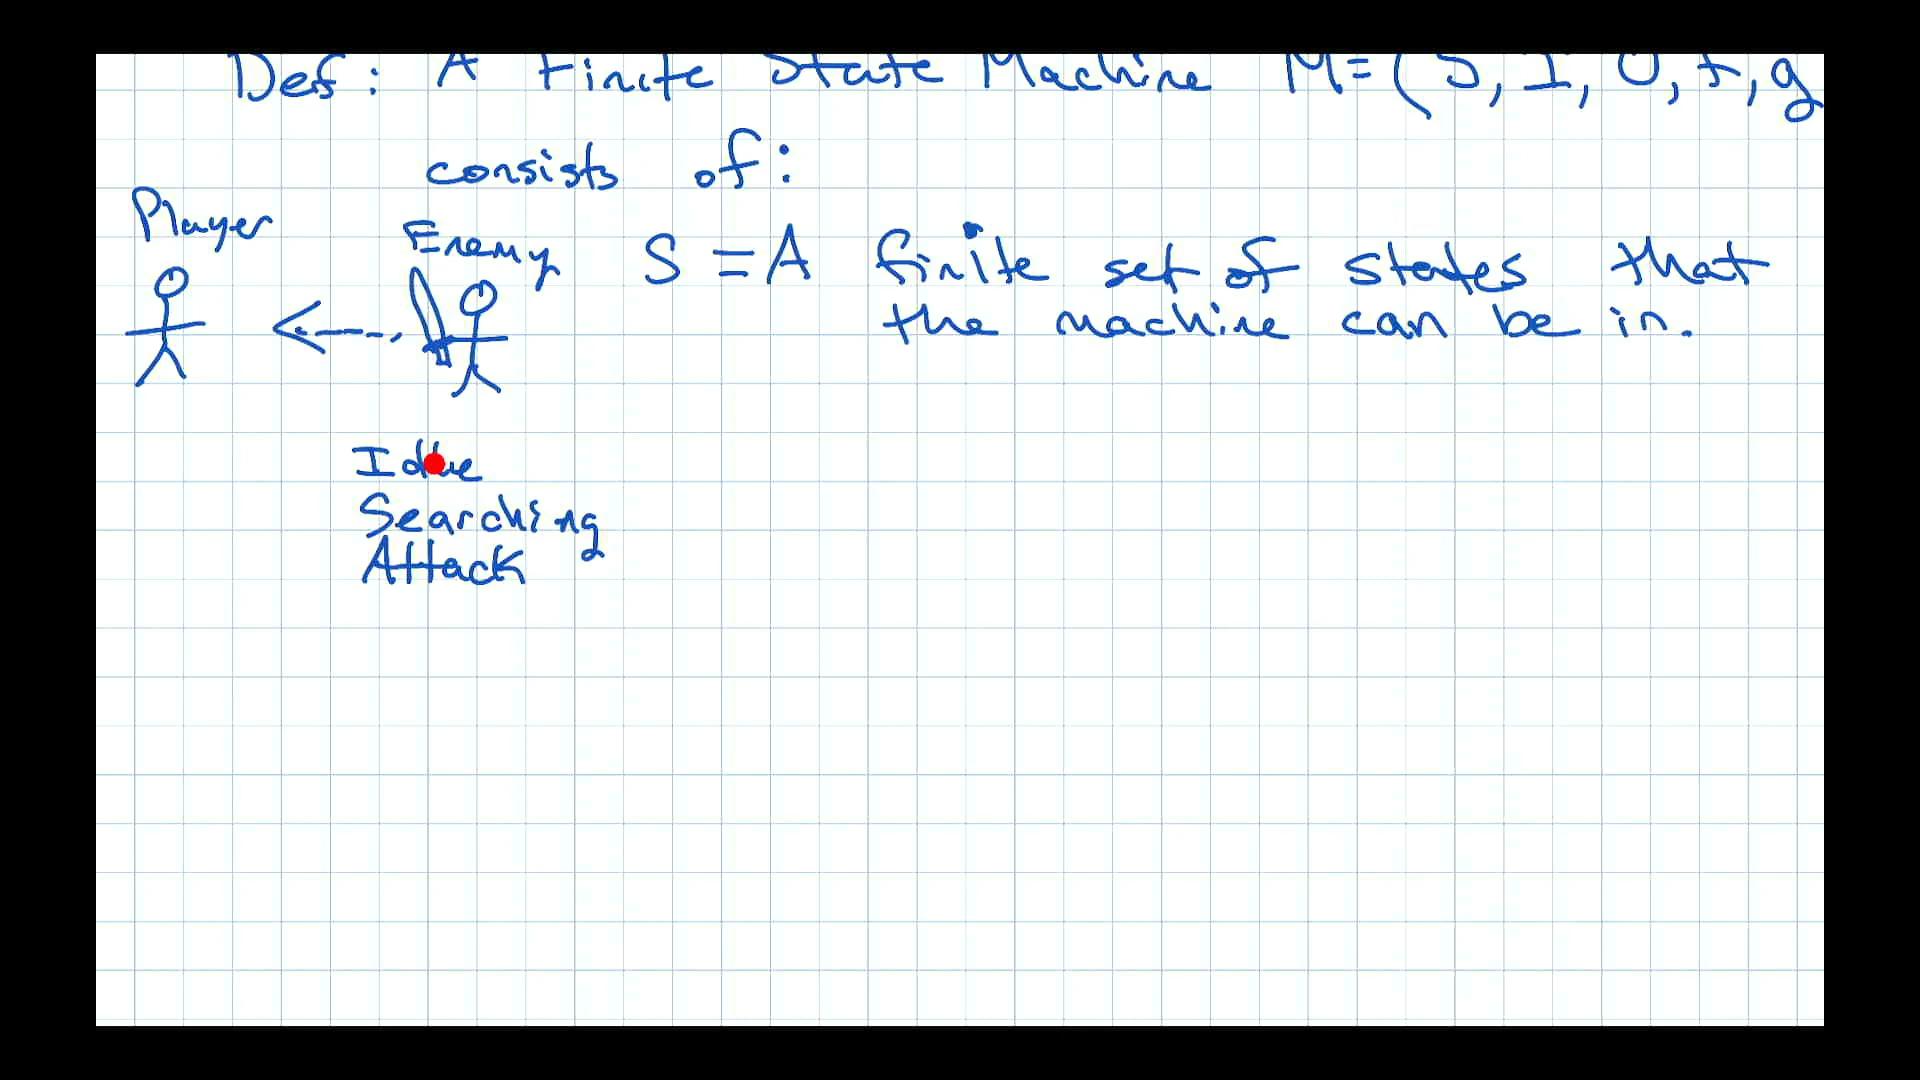 Def: A Finite State Machine M=(S, I, O, f, g
consists of:
Player
Enemy
S = A finite set of states that
the machine can be in.
Idle
Searching
Attack